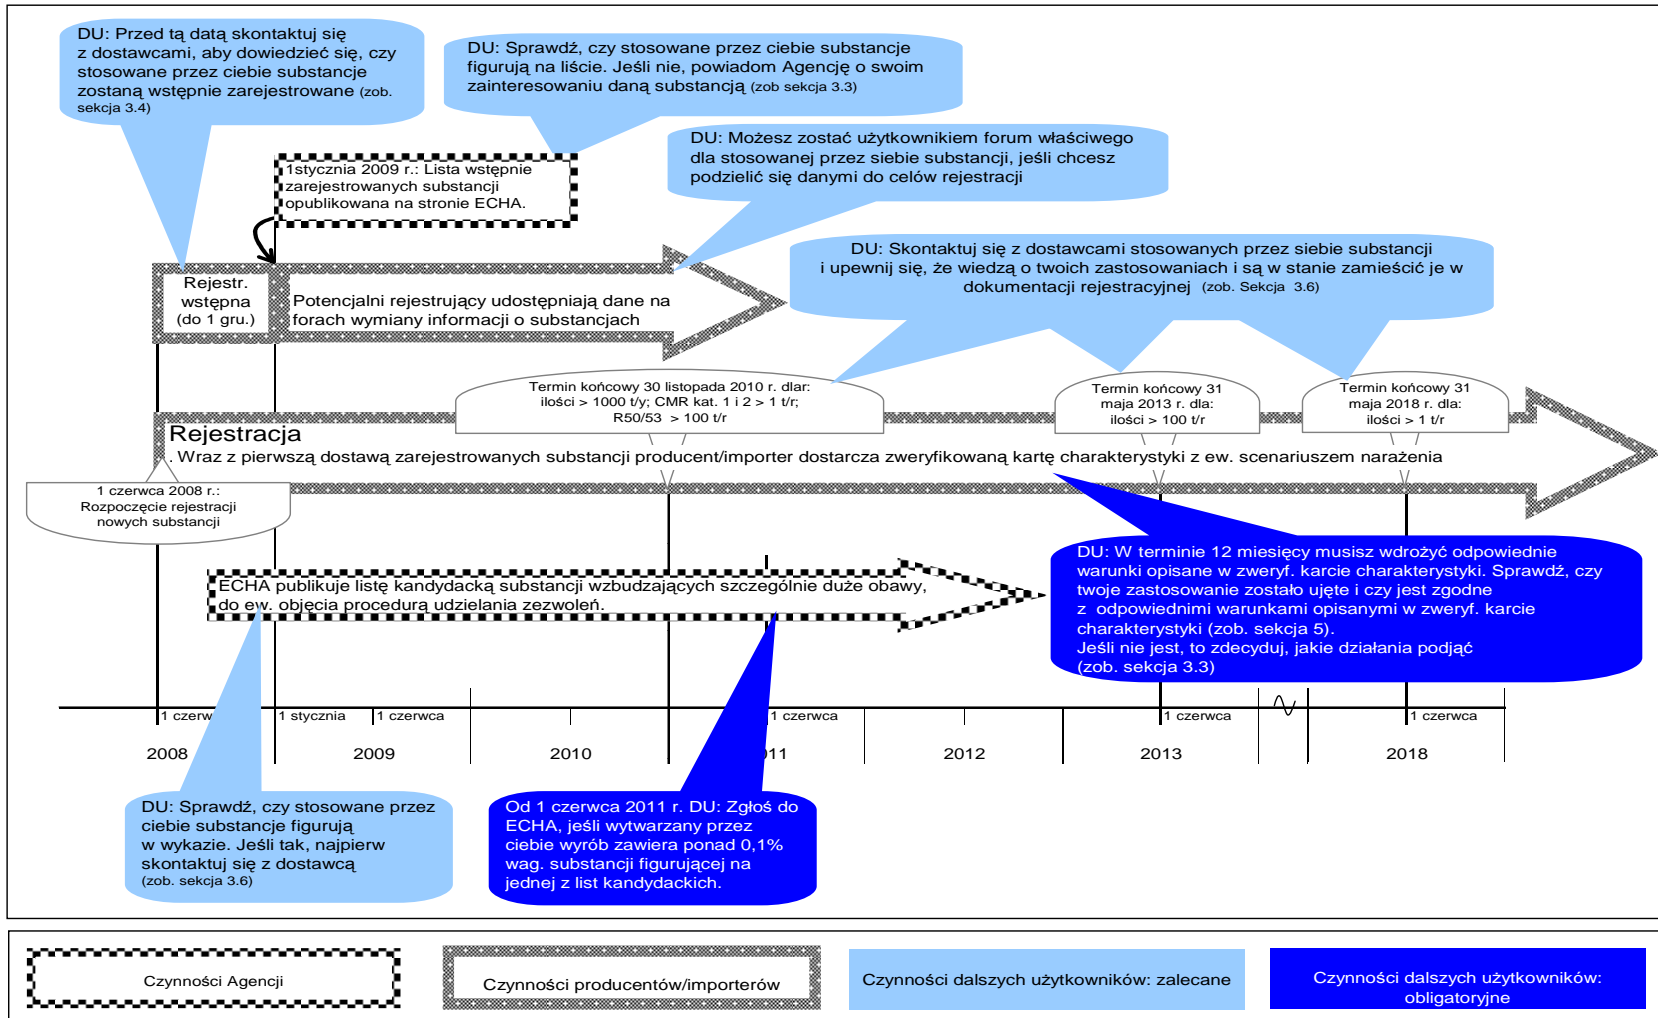 DU: Przed tą datą skontaktuj się
z dostawcami, aby dowiedzieć się, czy
stosowane przez ciebie substancje
zostaną wstępnie zarejestrowane (zob.
sekcja 3.4)
DU: Sprawdź, czy stosowane przez ciebie substancje
figurują na liście. Jeśli nie, powiadom Agencję o swoim
zainteresowaniu daną substancją (zob sekcja 3.3)
DU: Możesz zostać użytkownikiem forum właściwego
dla stosowanej przez siebie substancji, jeśli chcesz
podzielić się danymi do celów rejestracji
1stycznia 2009 r.: Lista wstępnie
zarejestrowanych substancji
opublikowana na stronie ECHA.
DU: Skontaktuj się z dostawcami stosowanych przez siebie substancji
i upewnij się, że wiedzą o twoich zastosowaniach i są w stanie zamieścić je w
dokumentacji rejestracyjnej (zob. Sekcja 3.6)
Rejestr.
wstępna
(do 1 gru.)
Potencjalni rejestrujący udostępniają dane na
forach wymiany informacji o substancjach
Termin końcowy 30 listopada 2010 r. dlar:
ilości > 1000 t/y; CMR kat. 1 i 2 > 1 t/r;
R50/53 > 100 t/r
Termin końcowy 31
maja 2013 r. dla:
ilości > 100 t/r
Termin końcowy 31
maja 2018 r. dla:
ilości > 1 t/r
Rejestracja
. Wraz z pierwszą dostawą zarejestrowanych substancji producent/importer dostarcza zweryfikowaną kartę charakterystyki z ew. scenariuszem narażenia
1 czerwca 2008 r.:
Rozpoczęcie rejestracji
nowych substancji
ECHA publikuje listę kandydacką substancji wzbudzających szczególnie duże obawy,
do ew. objęcia procedurą udzielania zezwoleń.
DU: W terminie 12 miesięcy musisz wdrożyć odpowiednie
warunki opisane w zweryf. karcie charakterystyki. Sprawdź, czy
twoje zastosowanie zostało ujęte i czy jest zgodne
z odpowiednimi warunkami opisanymi w zweryf. karcie
charakterystyki (zob. sekcja 5).
Jeśli nie jest, to zdecyduj, jakie działania podjąć
(zob. sekcja 3.3)
1 czerw
1 stycznia
1 czerwca
1 czerwca
1 czerwca
1 czerwca
2008
2009
2010
011
2012
2013
2018
DU: Sprawdź, czy stosowane przez
ciebie substancje figurują
w wykazie. Jeśli tak, najpierw
skontaktuj się z dostawcą
(zob. sekcja 3.6)
Od 1 czerwca 2011 r. DU: Zgłoś do
ECHA, jeśli wytwarzany przez
ciebie wyrób zawiera ponad 0,1%
wag. substancji figurującej na
jednej z list kandydackich.
Czynności Agencji
Czynności producentów/importerów
Czynności dalszych użytkowników: zalecane
Czynności dalszych użytkowników:
obligatoryjne